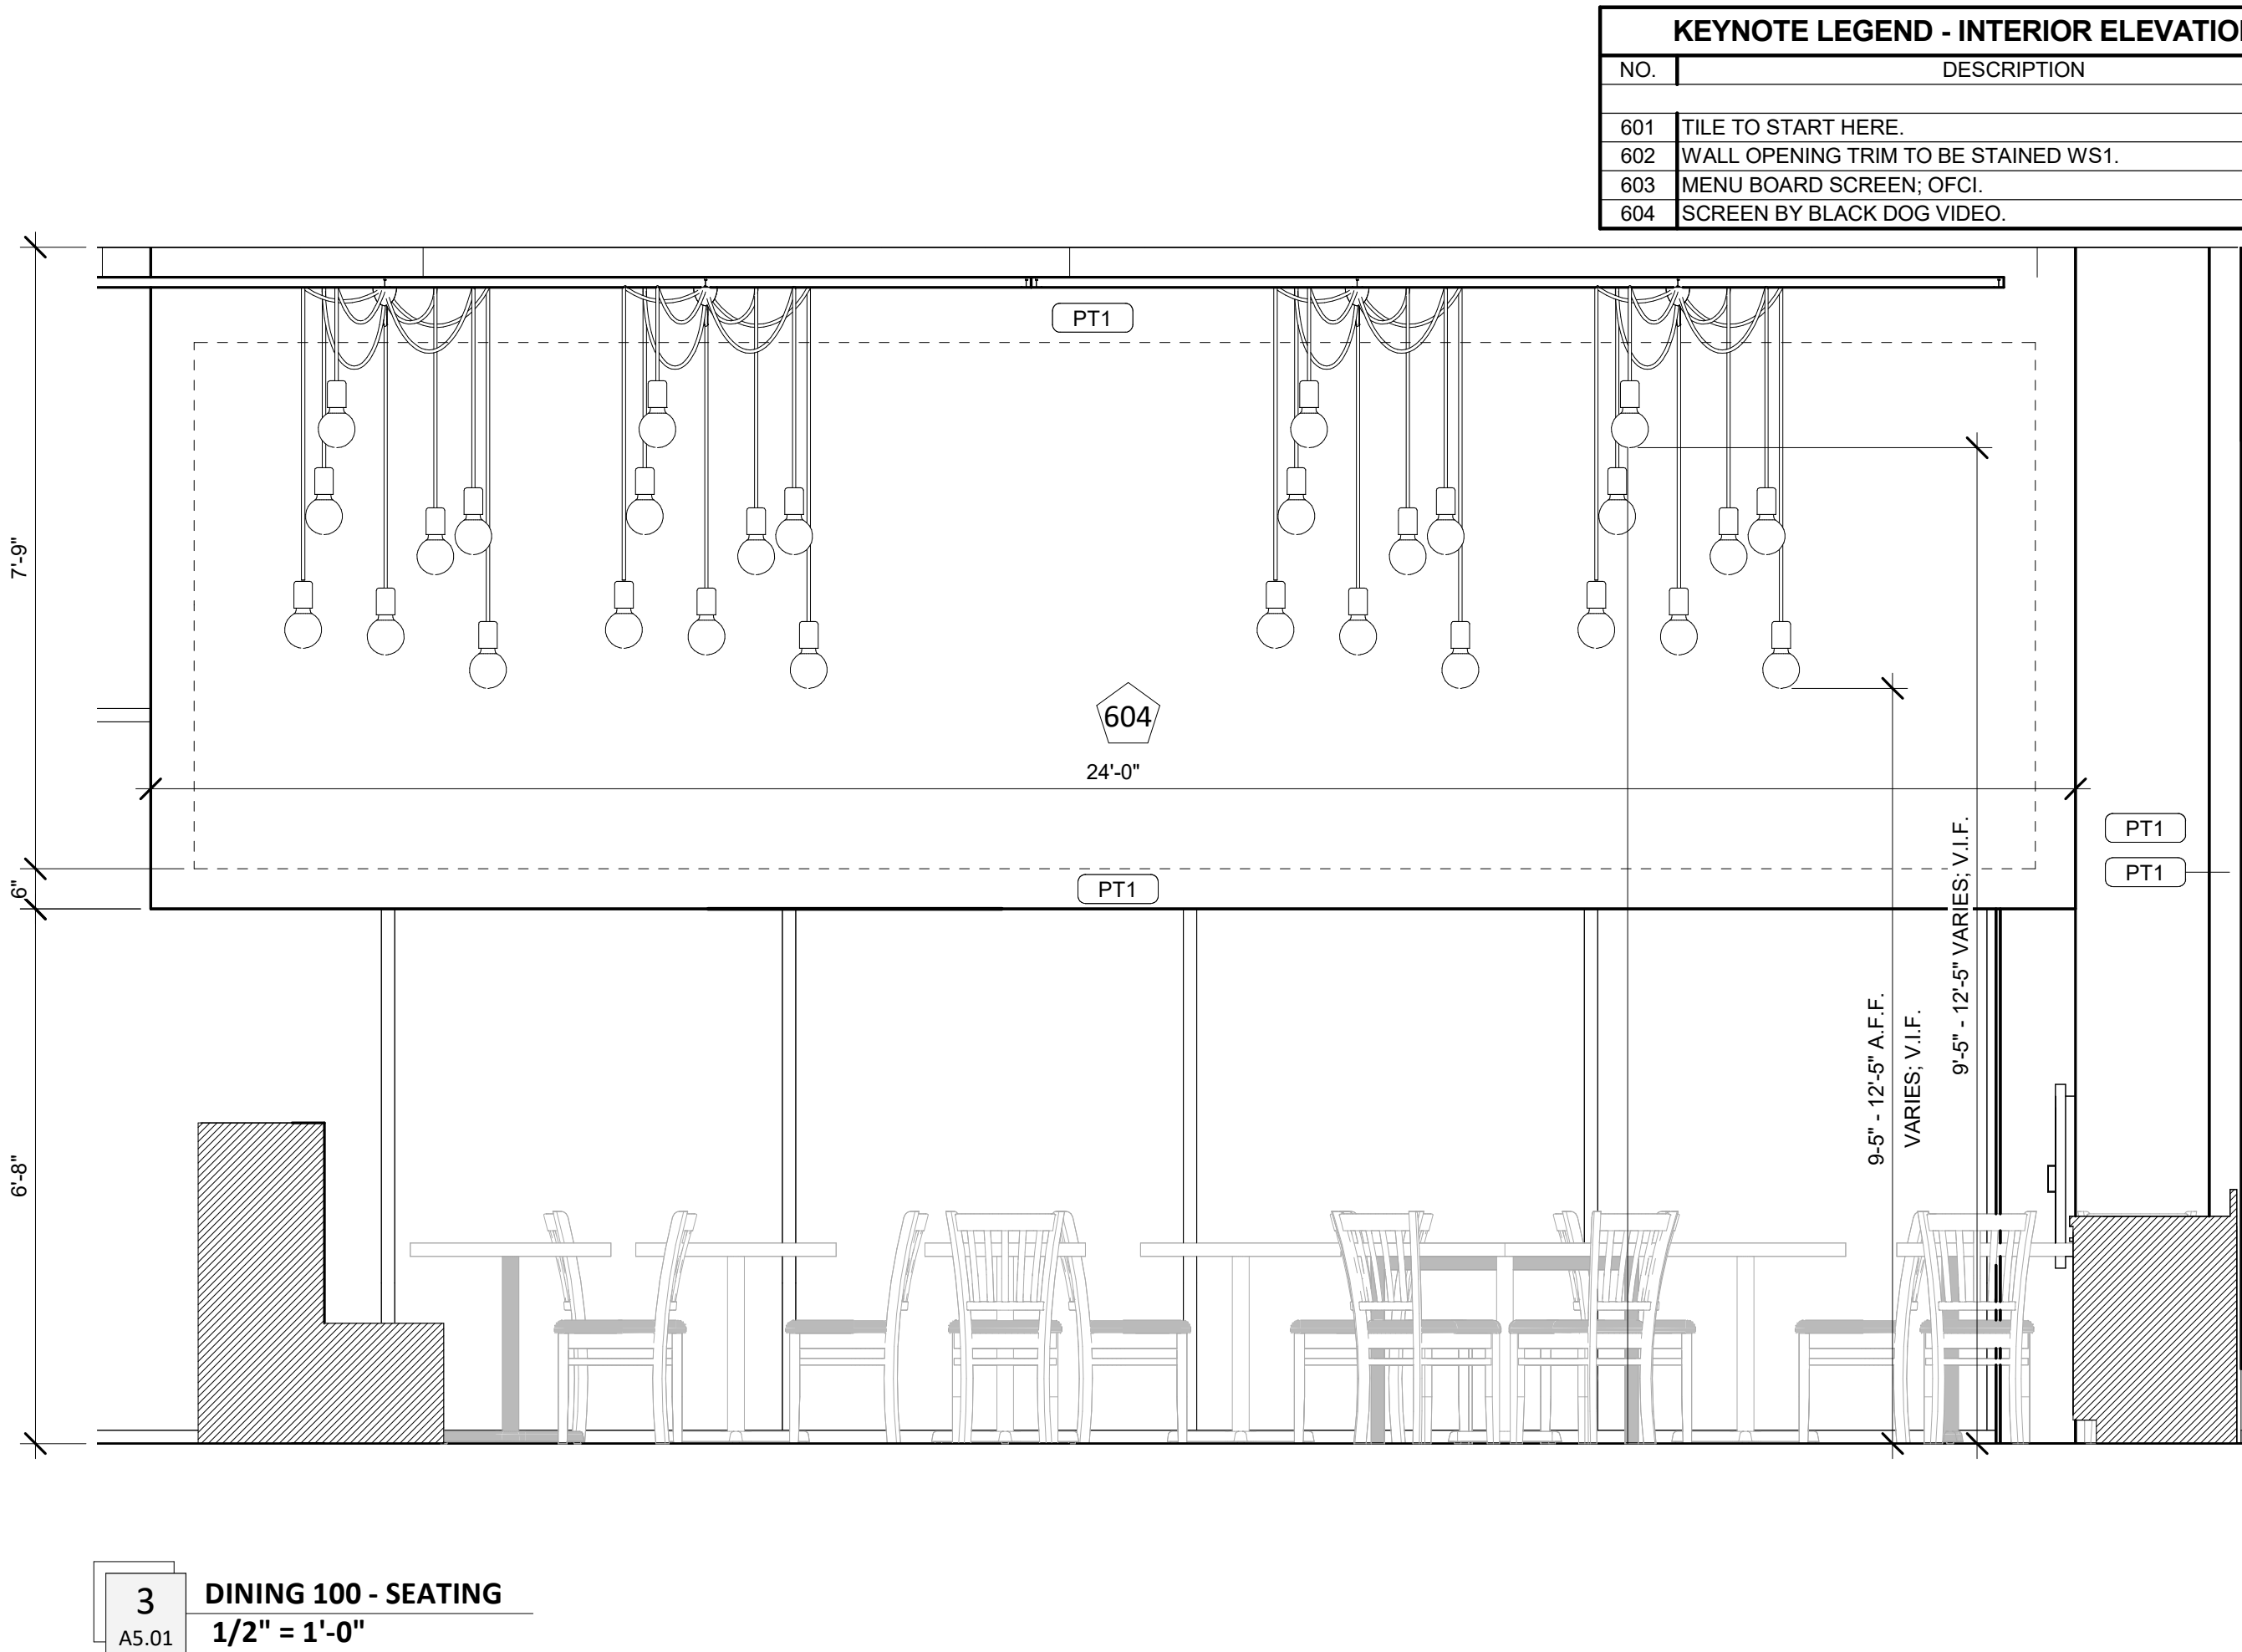 KEYNOTE LEGEND - INTERIOR ELEVATION
NO. DESCRIPTION
601 TILE TO START HERE.
602 WALL OPENING TRIM TO BE STAINED WS1.
603 MENU BOARD SCREEN; OFCI.
604 SCREEN BY BLACK DOG VIDEO.
PT1
7'-9"
604
24'-0"
PT1
PT1
6"
PT1
9'-5" - 12'-5" VARIES; V.I.F.
9-5" - 12'-5" A.F.F.
VARIES; V.I.F.
6'-8"
3
A5.01
DINING 100 - SEATING
1/2" = 1'-0"